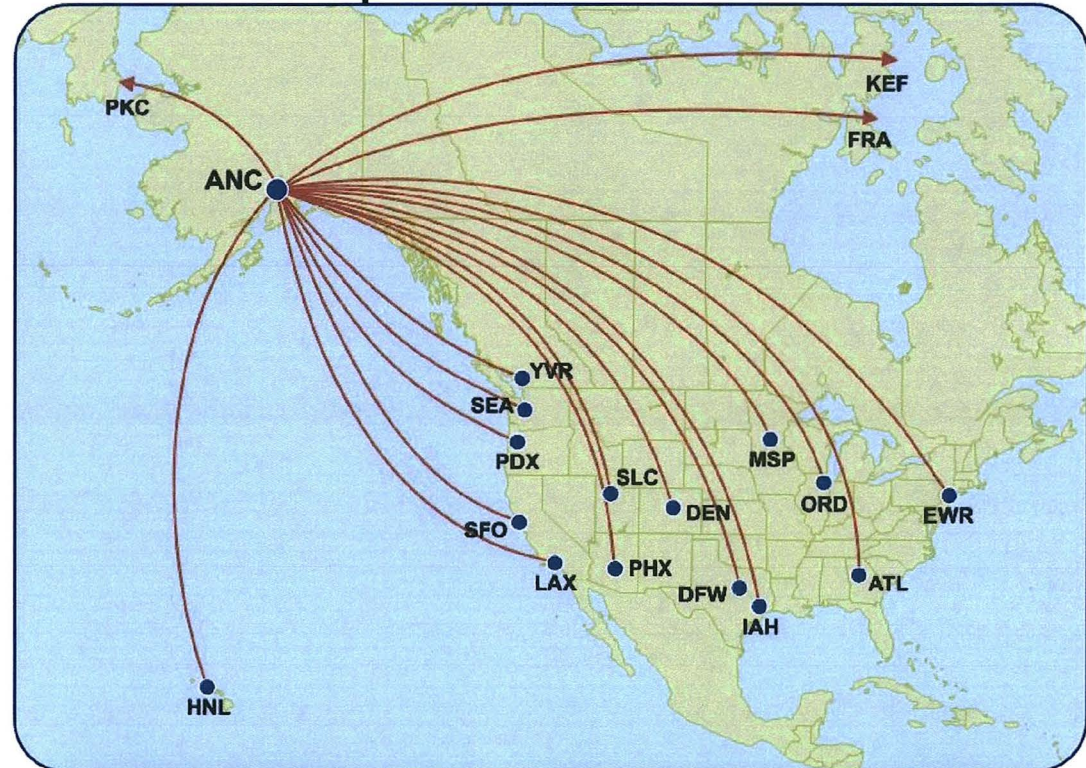 KEF
PKC
FRA
ANC
YVR
SEA
PDX
MSP
SLC
ORD
DEN
EWR
SFO
PHX
LAX
DFW
ATL
IAH
HNL